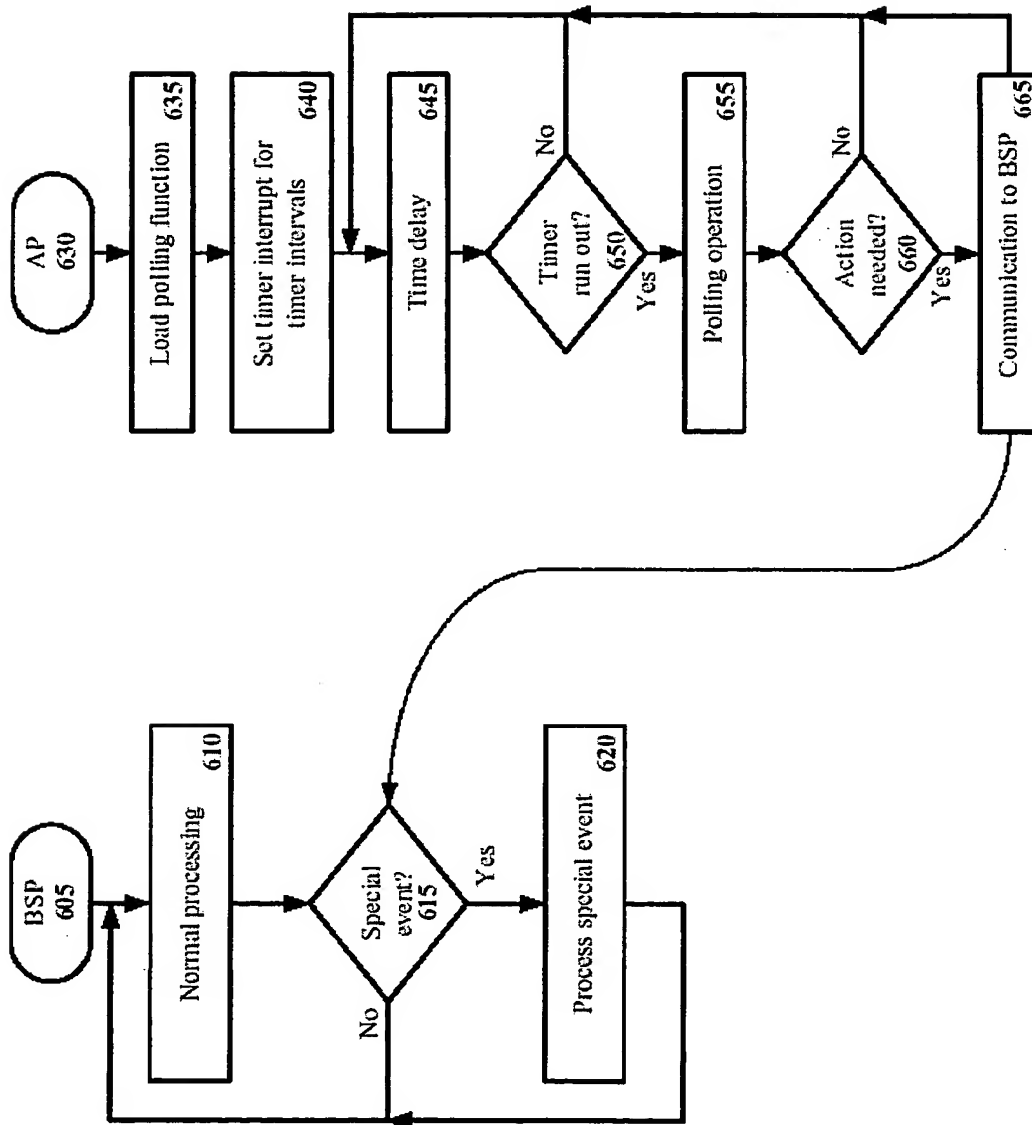 BSP
605
Normal processing
610
Special
event?
615
No
Yes
Process special event
620
AP
630
Load polling function
635
Set timer interrupt for
timer intervals
640
Time delay
645
Timer
run out?
650
No
Yes
Polling operation
655
Action
needed?
660
No
Yes
Communication to BSP
665